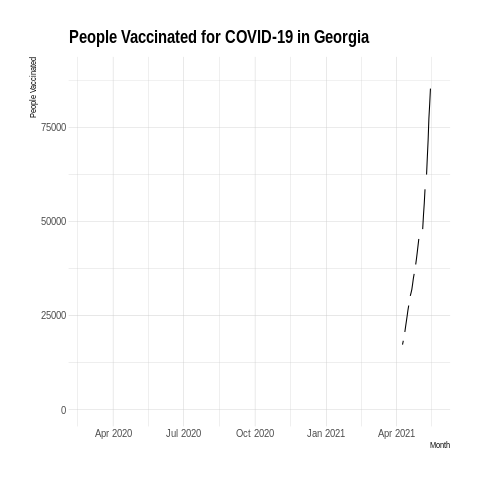 People Vaccinated for COVID-19 in Georgia
People Vaccinated
75000
50000
25000
0
Apr 2020 Jul 2020 Oct 2020 Jan 2021 Apr 2021
Month